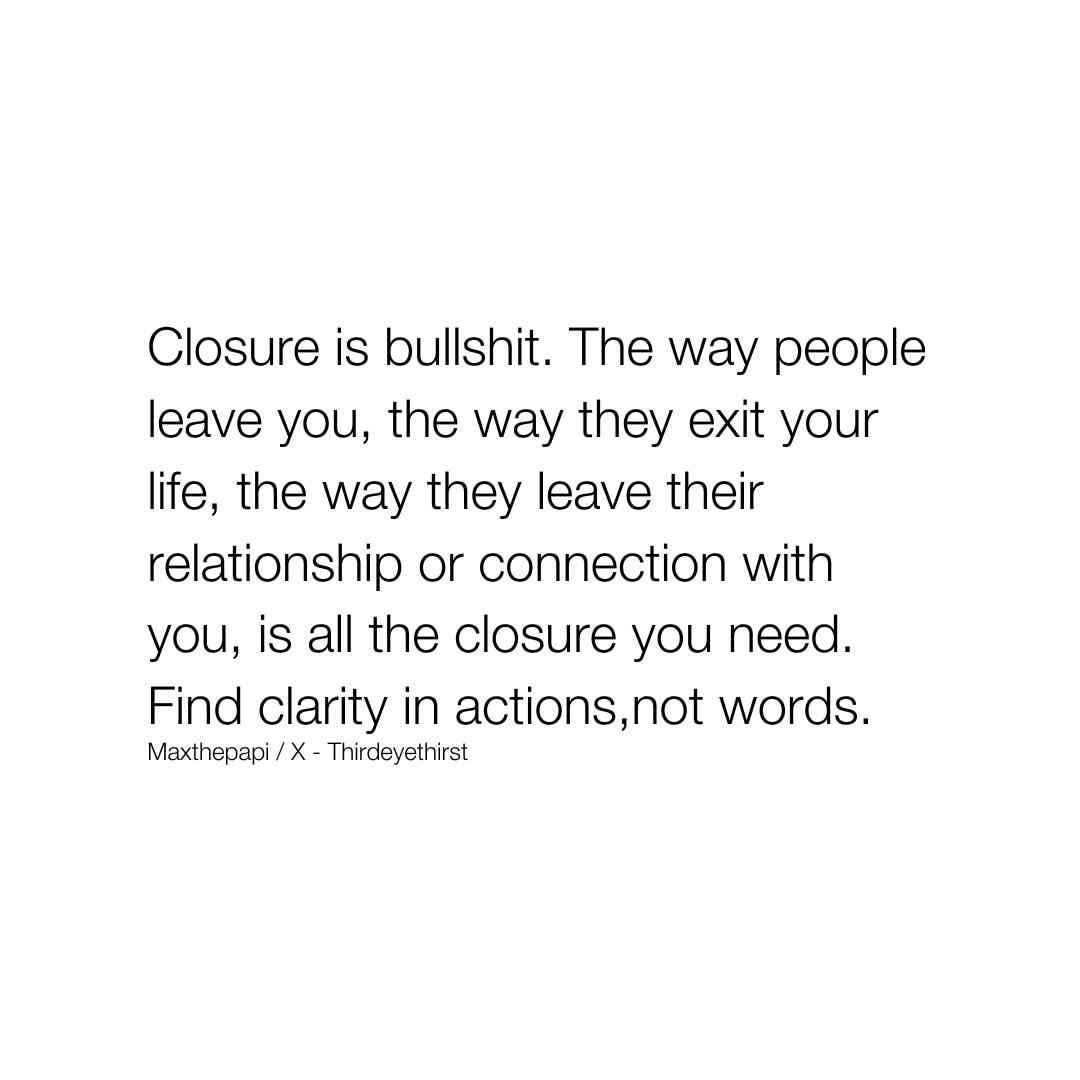 Closure is bullshit. The way people
leave you, the way they exit your
life, the way they leave their
relationship or connection with
you, is all the closure you need.
Find clarity in actions,not words.
Maxthepapi / X - Thirdeyethirst